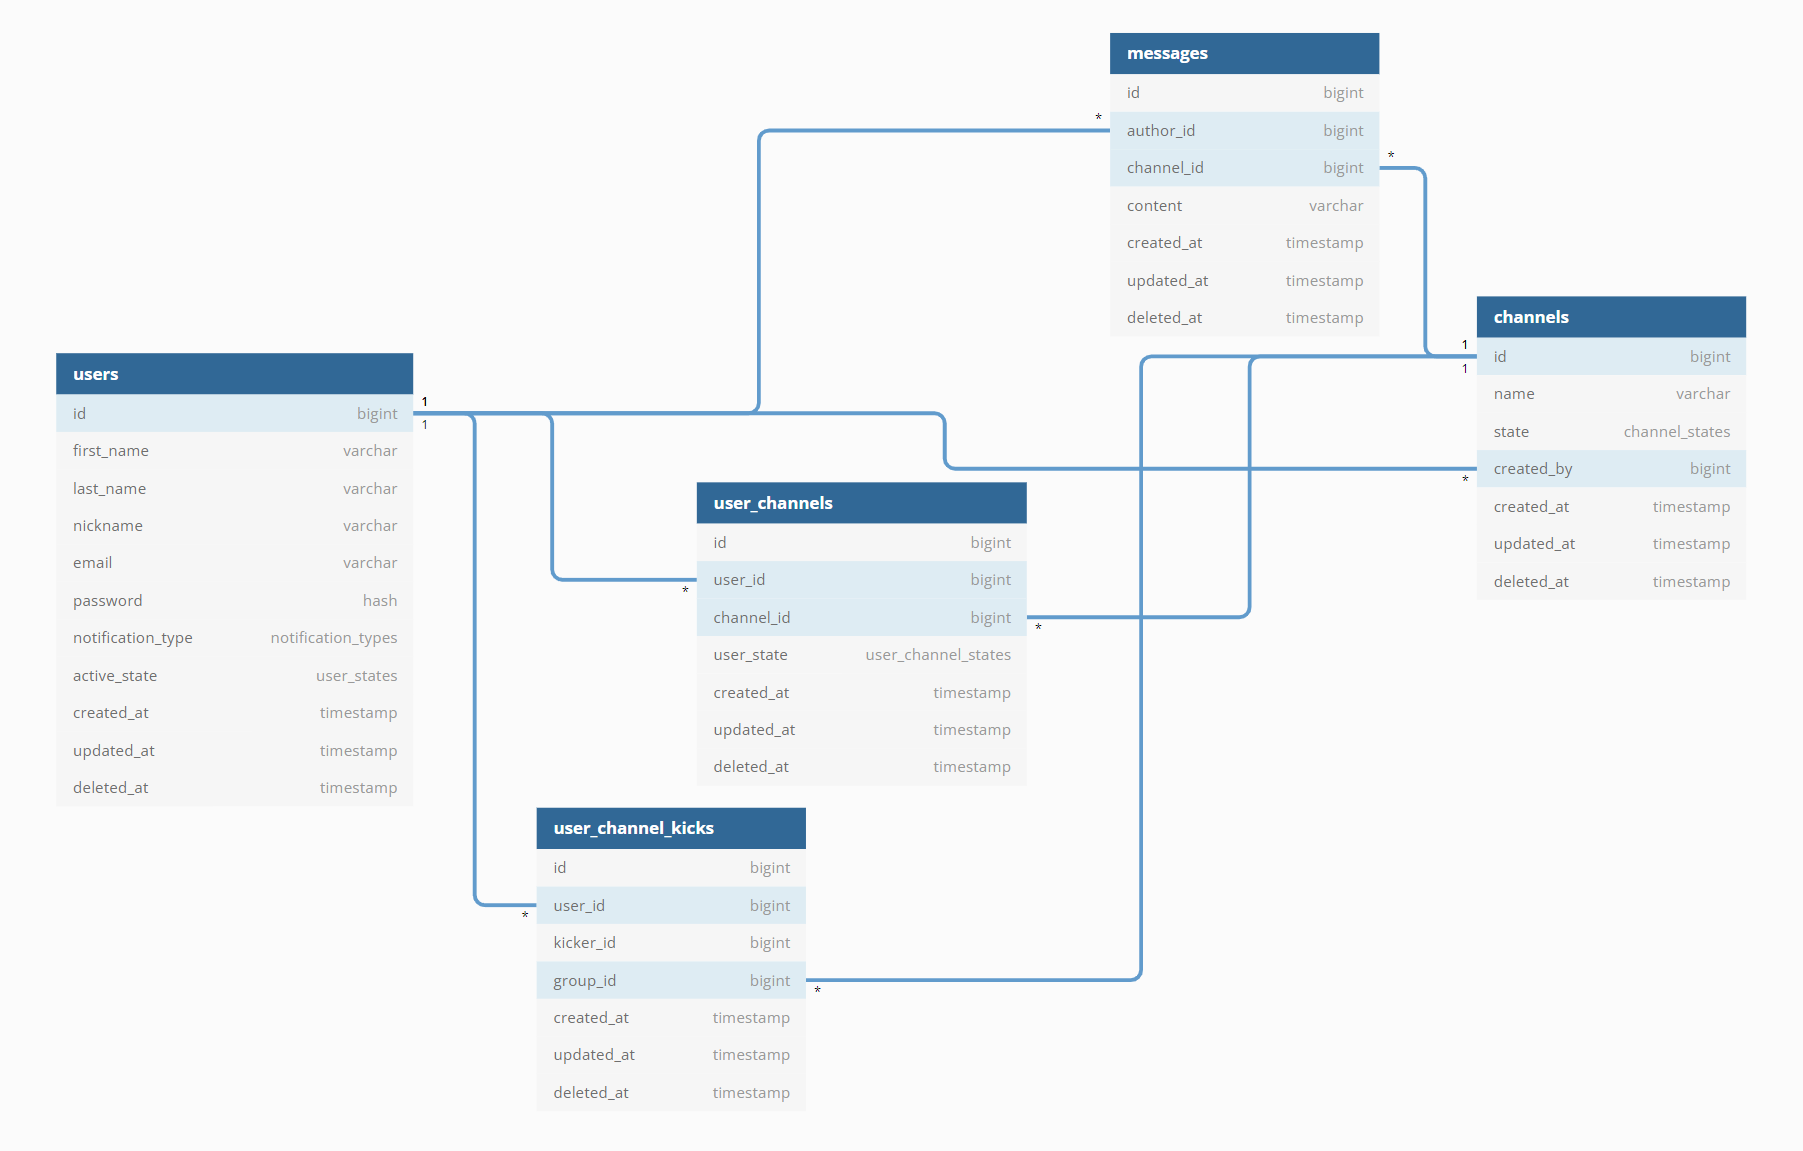 messages
id bigint
* author_id bigint
channel_id bigint *
content varchar
created_at timestamp
updated_at timestamp
deleted_at timestamp
channels
1 id bigint
1
name varchar
state channel_states
created_by bigint
*
created_at timestamp
updated_at timestamp
deleted_at timestamp
users
id bigint 1
1
first_name varchar
last_name varchar
nickname varchar
email varchar
password hash
notification_type notification_types
active_state user_states
created_at timestamp
updated_at timestamp
deleted_at timestamp
user_channels
id bigint
user_id bigint
*
channel_id bigint
*
user_state user_channel_states
created_at timestamp
updated_at timestamp
deleted_at timestamp
user_channel_kicks
id bigint
user_id bigint
*
kicker_id bigint
group_id bigint
*
created_at timestamp
updated_at timestamp
deleted_at timestamp